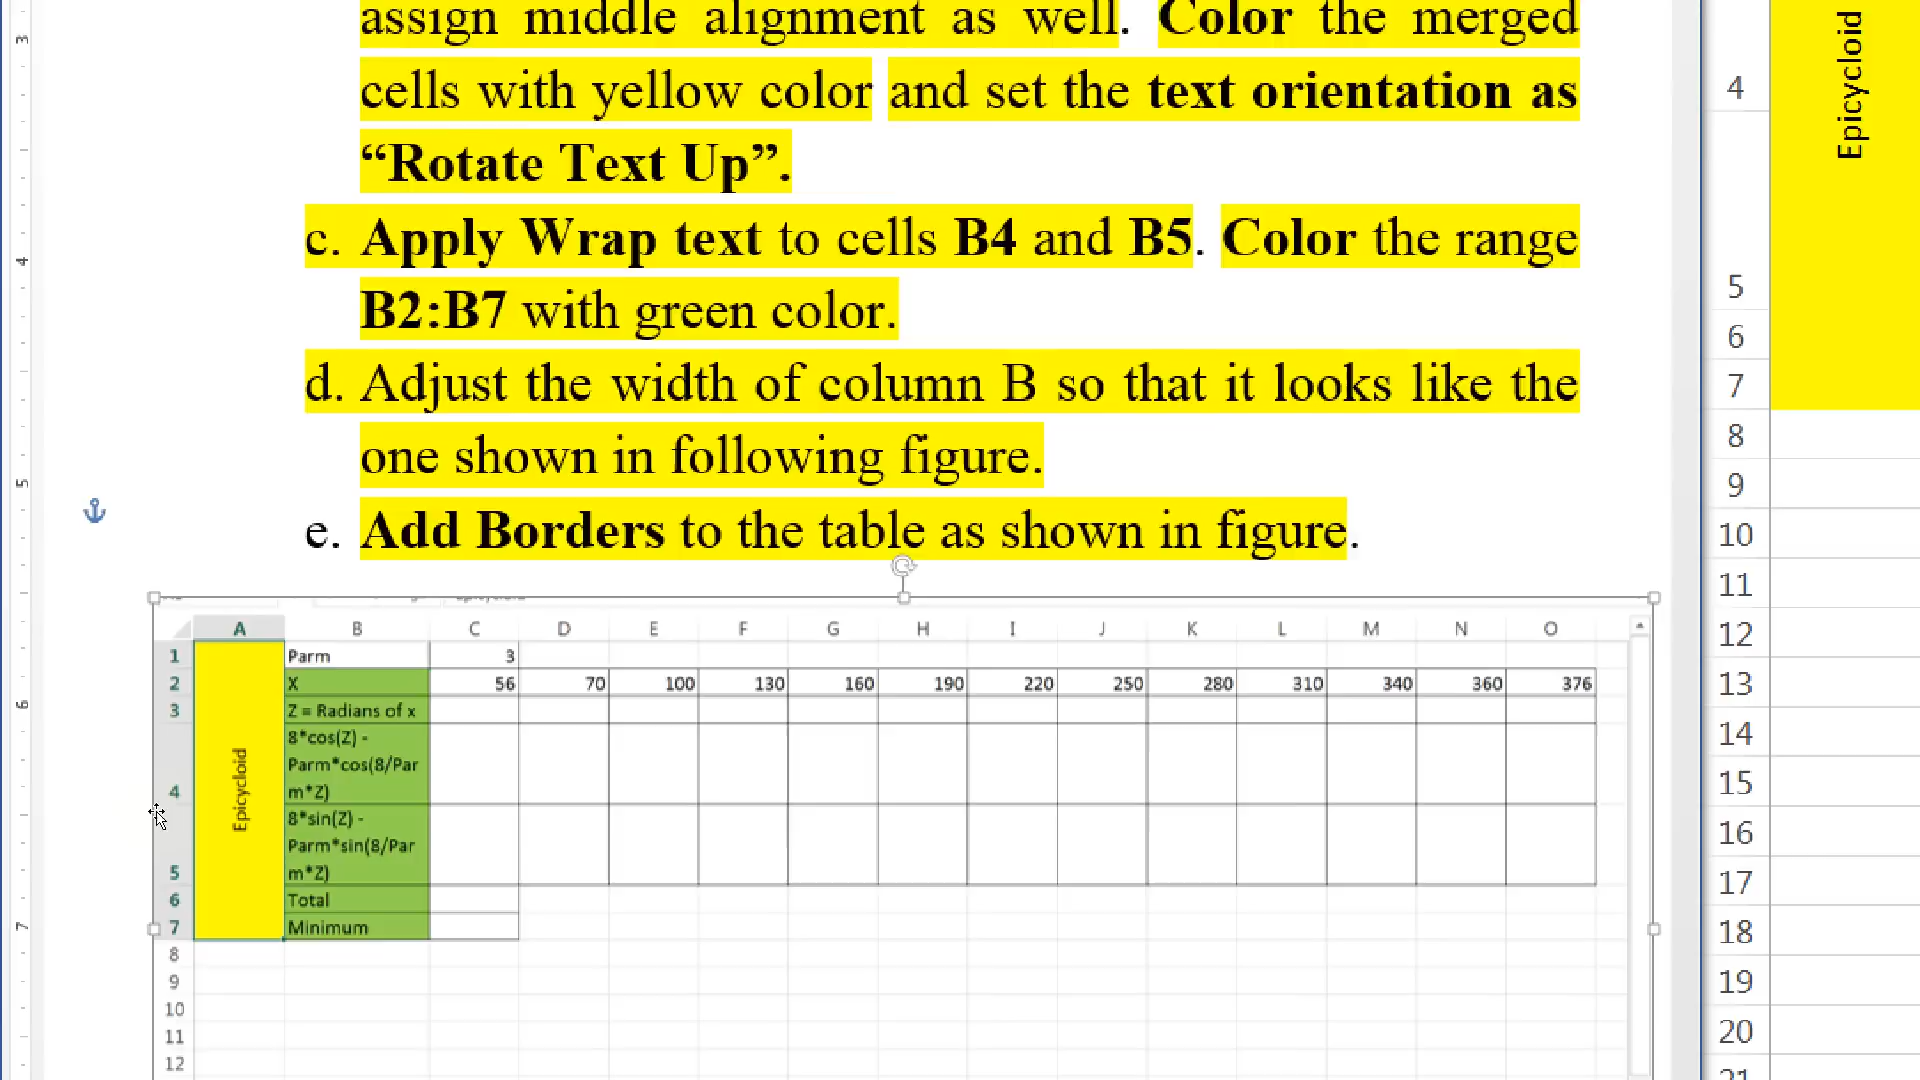 assign middle alignment as well. Color the merged
cells with yellow color and set the text orientation as
“Rotate Text Up”.
c. Apply Wrap text to cells B4 and B5. Color the range
B2:B7 with green color.
d. Adjust the width of column B so that it looks like the
one shown in following figure.
e. Add Borders to the table as shown in figure.
A B C D E F G H I J K L M N O
1 Parm 3
2 X 56 70 100 130 160 190 220 250 280 310 340 360 376
3 Z = Radians of x
8*cos(Z) -
Parm*cos(8/Par
4 m*Z)
Epicycloid
8*sin(Z) -
Parm*sin(8/Par
5 m*Z)
6 Total
7 Minimum
8
9
10
11
12
3
4
5
6
7
Epicycloid
4
5
6
7
8
9
10
11
12
13
14
15
16
17
18
19
20